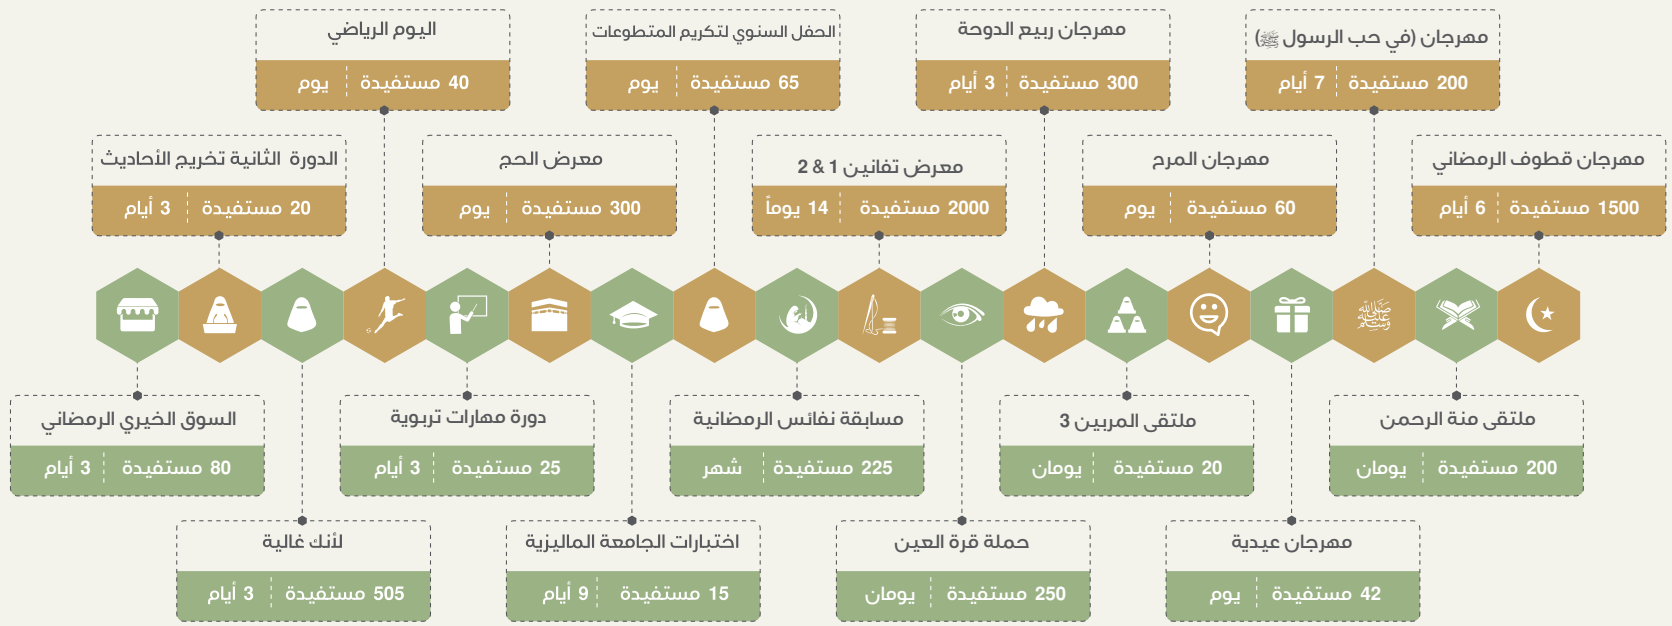 مهرجان (في حب الرسول ﷺ)
200 مستفيدة 7 أيام
مهرجان ربيع الدوحة
300 مستفيدة 3 أيام
الحفل السنوي لتكريم المتطوعات
65 مستفيدة يوم
اليوم الرياضي
40 مستفيدة يوم
مهرجان قطوف الرمضاني
1500 مستفيدة 6 أيام
مهرجان المرح
60 مستفيدة يوم
معرض تفانين 1 & 2
2000 مستفيدة 14 يوماً
معرض الحج
300 مستفيدة يوم
الدورة الثانية تخريج الأحاديث
20 مستفيدة 3 أيام
ﷺ
ملتقى منة الرحمن
200 مستفيدة يومان
ملتقى المربين 3
20 مستفيدة يومان
مسابقة نفائس الرمضانية
225 مستفيدة شهر
دورة مهارات تربوية
25 مستفيدة 3 أيام
السوق الخيري الرمضاني
80 مستفيدة 3 أيام
مهرجان عيدية
42 مستفيدة يوم
حملة قرة العين
250 مستفيدة يومان
اختبارات الجامعة الماليزية
15 مستفيدة 9 أيام
لأنك غالية
505 مستفيدة 3 أيام